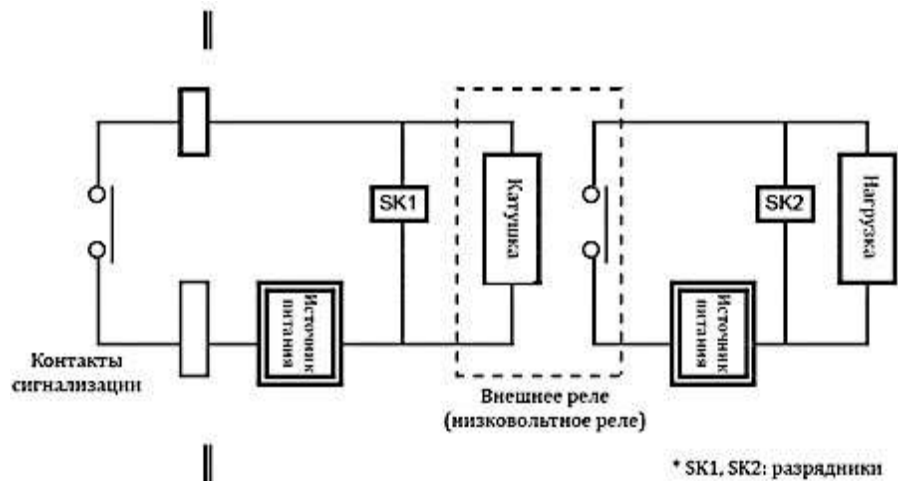 SK1
Катушка
SK2
Нагрузка
Источник
питания
Источник
питания
Контакты
сигнализации
Внешнее реле
(низковольтное реле)
* SK1, SK2: разрядники